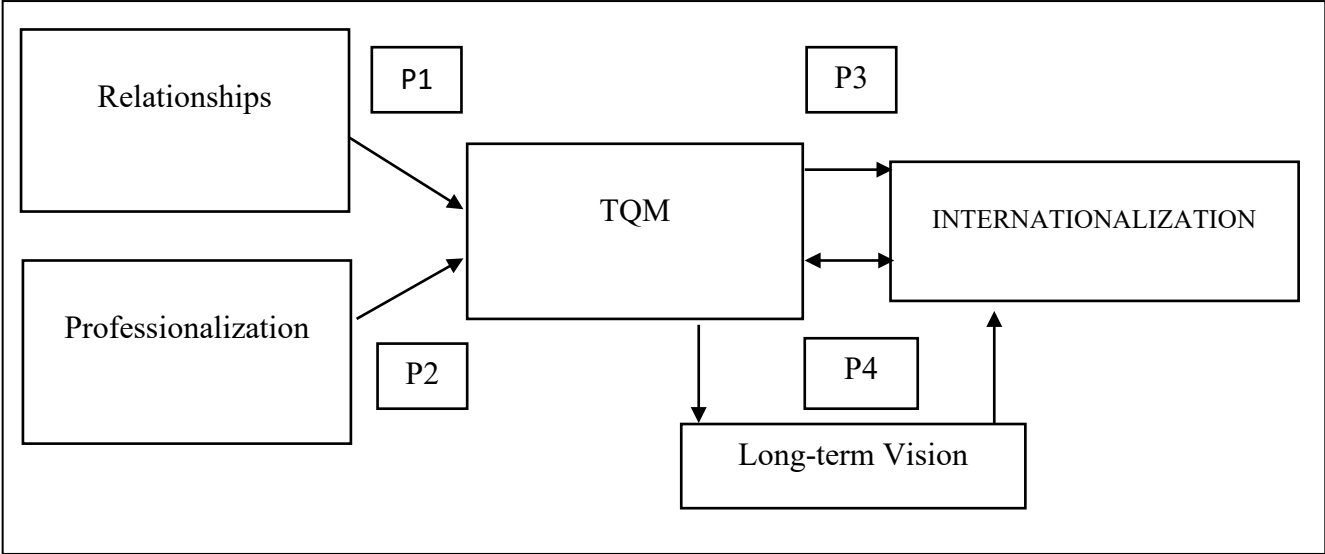 Relationships
P1
P3
TQM
INTERNATIONALIZATION
Professionalization
P2
P4
Long-term Vision